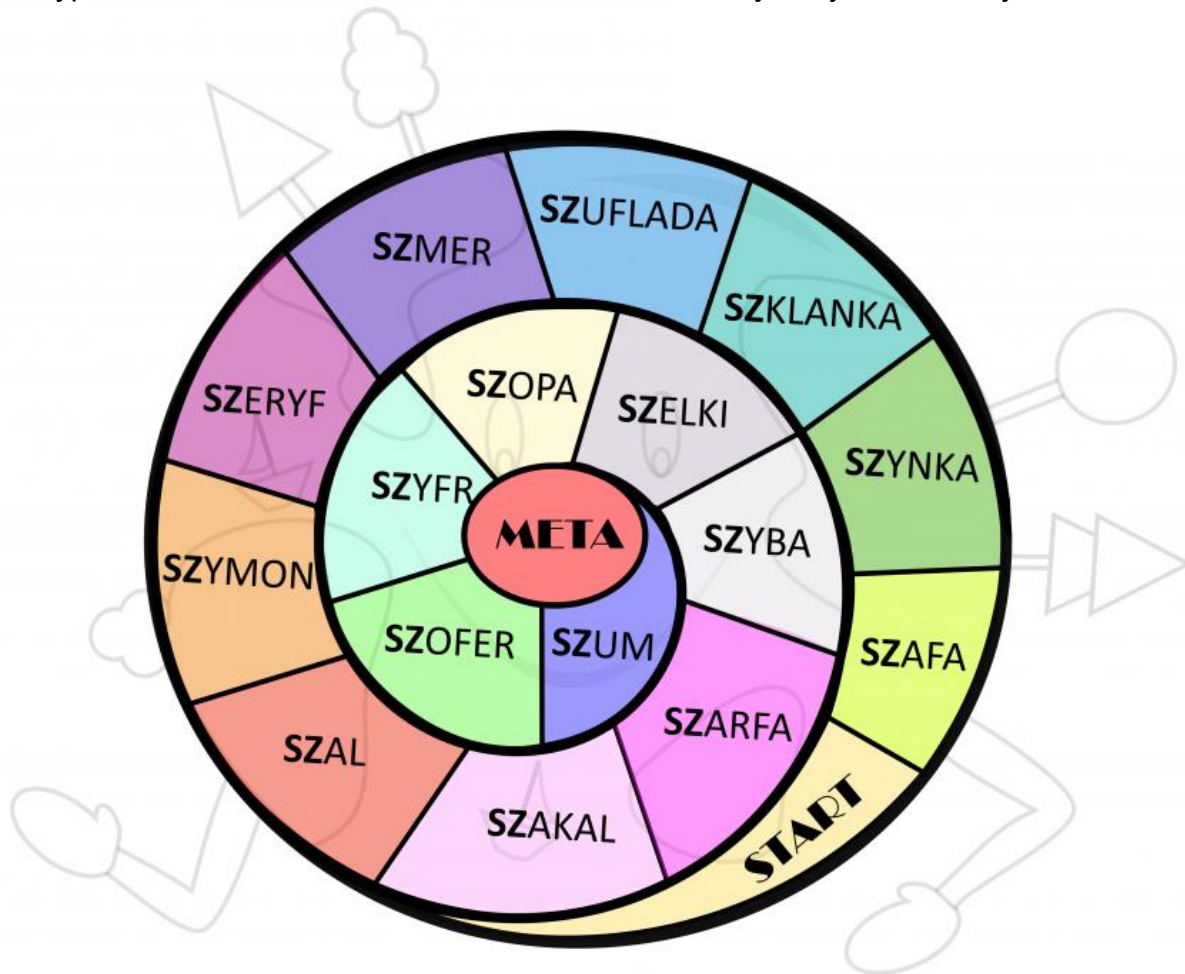 START
SZAFA
SZYNKA
SZKLANKA
SZUFLADA
SZMER
SZERYF
SZYMON
SZAL
SZAKAL
SZARFA
SZYBA
SZELKI
SZOPA
SZYFR
SZOFER
SZUM
META